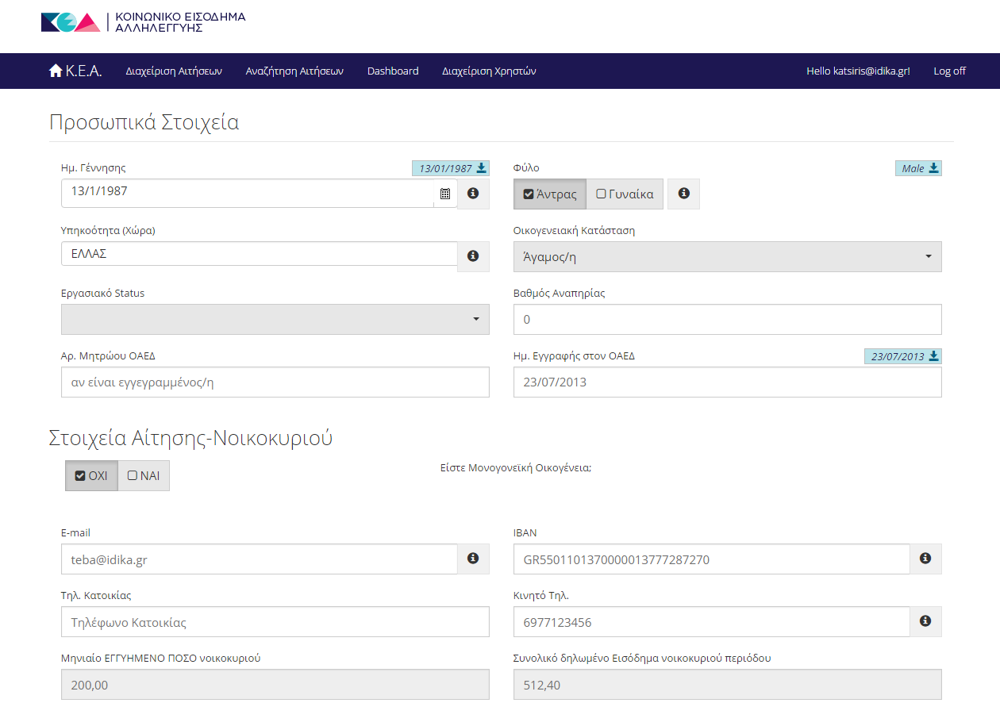 ΚΟΙΝΩΝΙΚΟ ΕΙΣΟΔΗΜΑ
ΑΛΛΗΛΕΓΓΥΗΣ
Κ.Ε.Α. Διαχείριση Αιτήσεων Αναζήτηση Αιτήσεων Dashboard Διαχείριση Χρηστών Hello katsiris@idika.gr! Log off
Προσωπικά Στοιχεία
Ημ. Γέννησης 13/01/1987 Φύλο Male
13/1/1987 Άντρας Γυναίκα
Υπηκοότητα (Χώρα) Οικογενειακή Κατάσταση
ΕΛΛΑΣ Άγαμος/η
Εργασιακό Status Βαθμός Αναπηρίας
0
Αρ. Μητρώου ΟΑΕΔ Ημ. Εγγραφής στον ΟΑΕΔ 23/07/2013
αν είναι εγγεγραμμένος/η 23/07/2013
Στοιχεία Αίτησης-Νοικοκυριού
ΟΧΙ ΝΑΙ Είστε Μονογονεϊκή Οικογένεια;
E-mail IBAN
teba@idika.gr GR5501101370000013777287270
Τηλ. Κατοικίας Κινητό Τηλ.
Τηλέφωνο Κατοικίας 6977123456
Μηνιαίο ΕΓΓΥΗΜΕΝΟ ΠΟΣΟ νοικοκυριού Συνολικό δηλωμένο Εισόδημα νοικοκυριού περιόδου
200,00 512,40